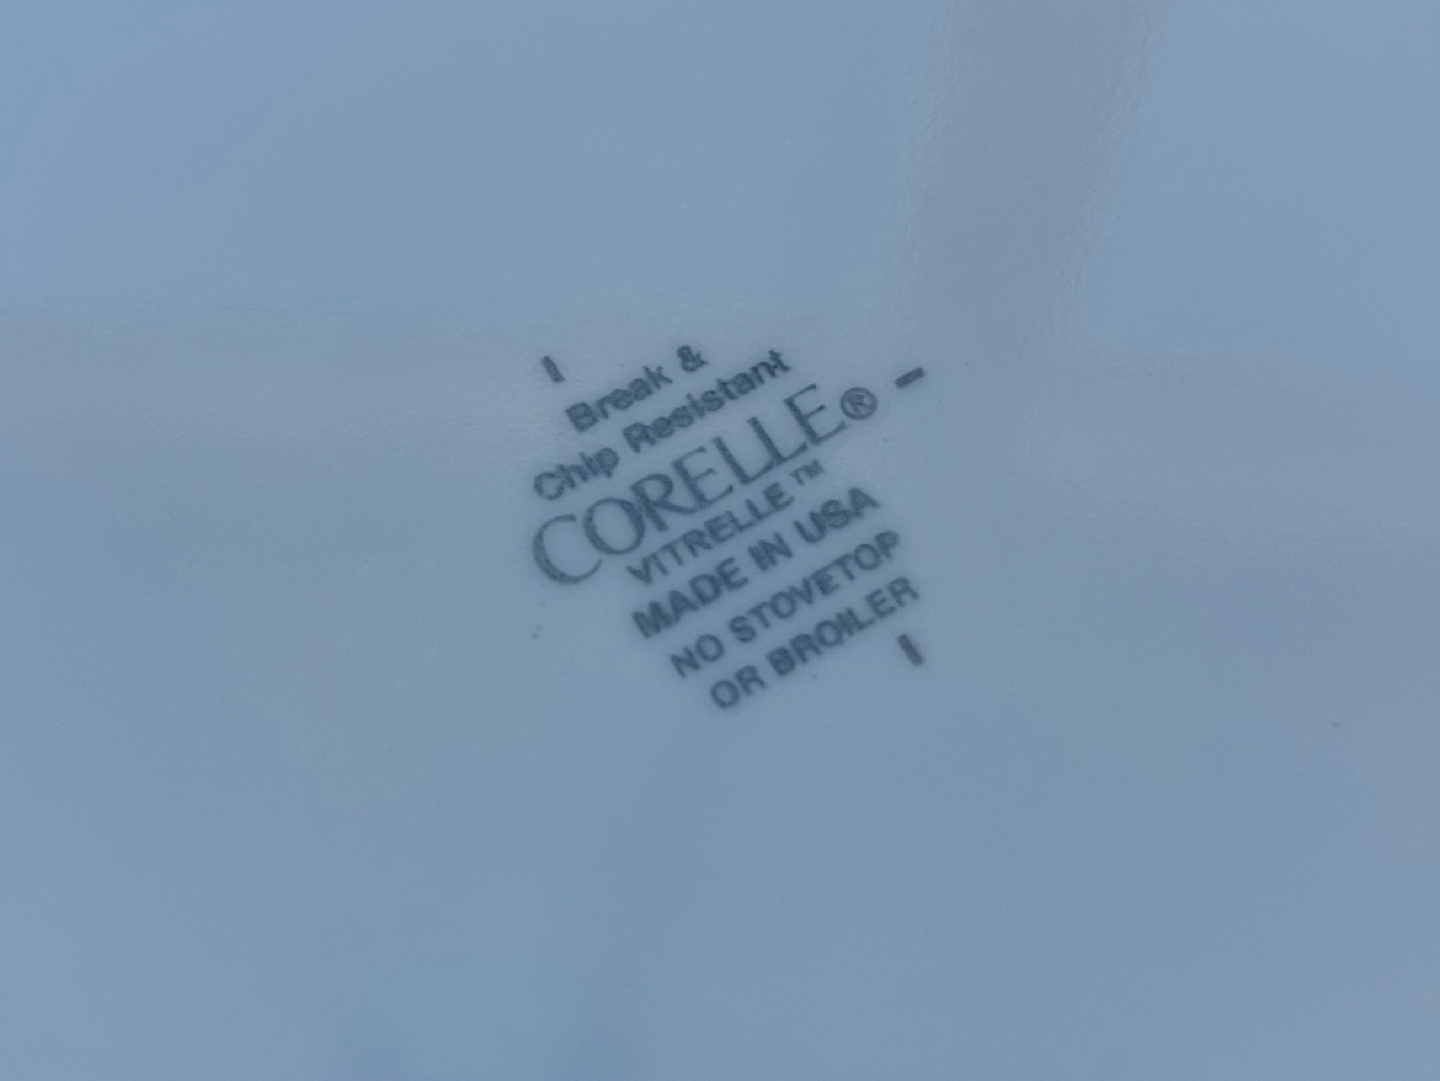 Break &
Chip Resistant
CORELLE®
VITRELLE™
MADE IN USA
NO STOVETOP
OR BROILER